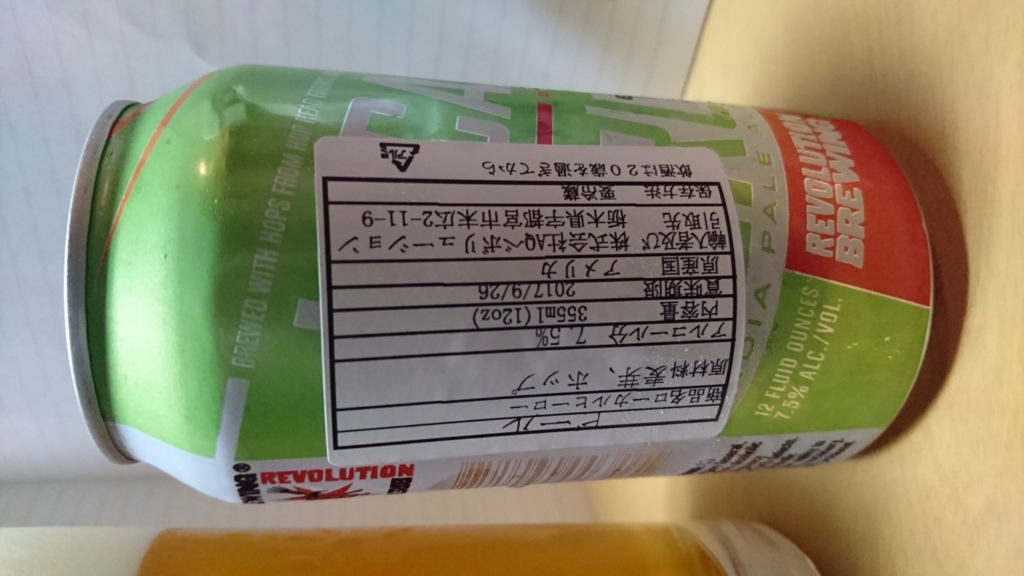 ビール
商品名 ローカルヒーロー
原材料 麦芽、ホップ
アルコール分 7.5%
内容量 355ml (12oz)
賞味期限 2017/9/26
原産国 アメリカ
輸入者及び 株式会社AQベボリューション
引取先 栃木県宇都宮市末広2-11-9
保存方法 要冷蔵
飲酒は20歳を過ぎてから
BREWED WITH HOPS FROM HOP HEAD
REVOLUTION
BREWING
PALE
12 FLUID OUNCES
7.5% ALC./VOL.
REVOLUTION